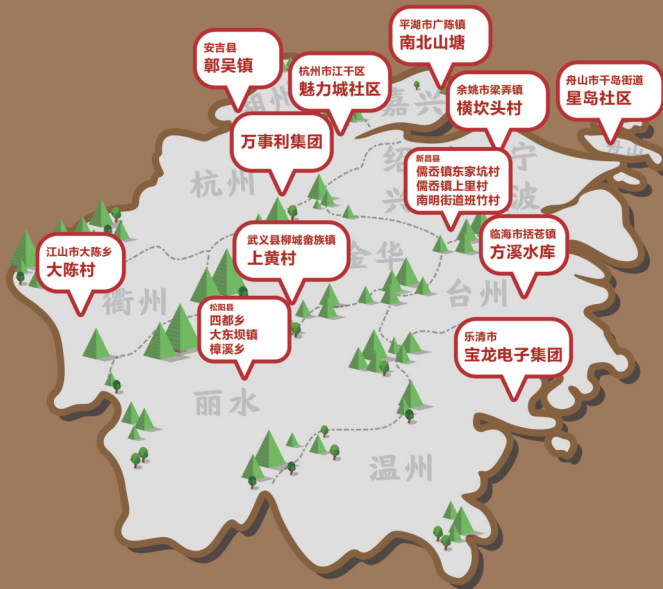 平湖市广陈镇
南北山塘
安吉县
鄣吴镇
杭州市江干区
魅力城社区
舟山市千岛街道
星岛社区
余姚市梁弄镇
横坎头村
湖州
嘉兴
万事利集团
舟山
绍兴
宁波
新昌县
儒岙镇东家坑村
儒岙镇上里村
南明街道班竹村
杭州
武义县柳城畲族镇
上黄村
金华
临海市括苍镇
方溪水库
江山市大陈乡
大陈村
衢州
台州
松阳县
四都乡
大东坝镇
樟溪乡
乐清市
宝龙电子集团
丽水
温州